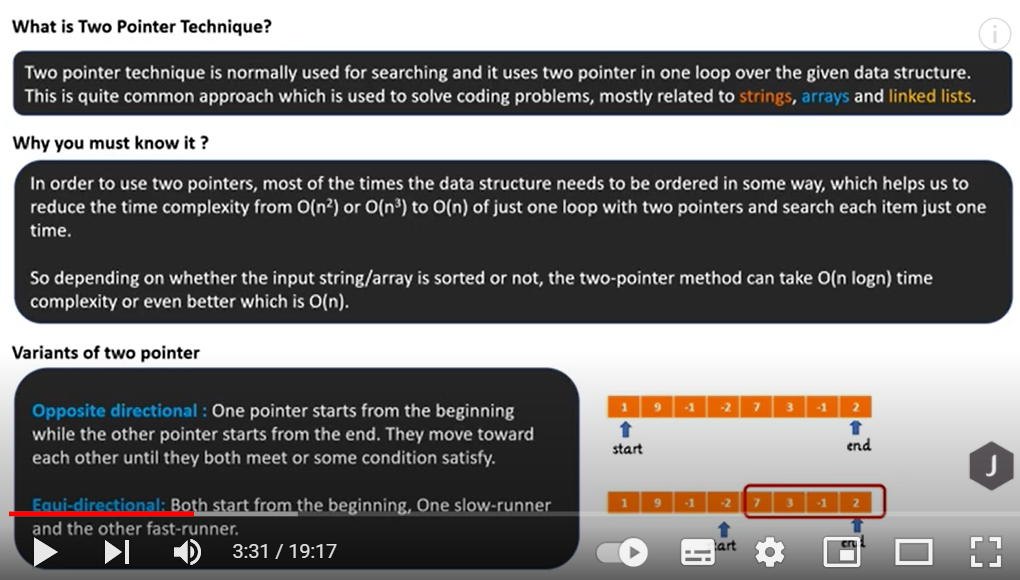 What is Two Pointer Technique?
Two pointer technique is normally used for searching and it uses two pointer in one loop over the given data structure.
This is quite common approach which is used to solve coding problems, mostly related to strings, arrays and linked lists.
Why you must know it ?
In order to use two pointers, most of the times the data structure needs to be ordered in some way, which helps us to
reduce the time complexity from O(n²) or O(n³) to O(n) of just one loop with two pointers and search each item just one
time.
So depending on whether the input string/array is sorted or not, the two-pointer method can take O(n logn) time
complexity or even better which is O(n).
Variants of two pointer
Opposite directional : One pointer starts from the beginning
while the other pointer starts from the end. They move toward
each other until they both meet or some condition satisfy.
Equi-directional: Both start from the beginning, One slow-runner
and the other fast-runner.
1 9 -1 -2 7 3 -1 2
start end
1 9 -1 -2 7 3 -1 2
end
J
3:31 / 19:17